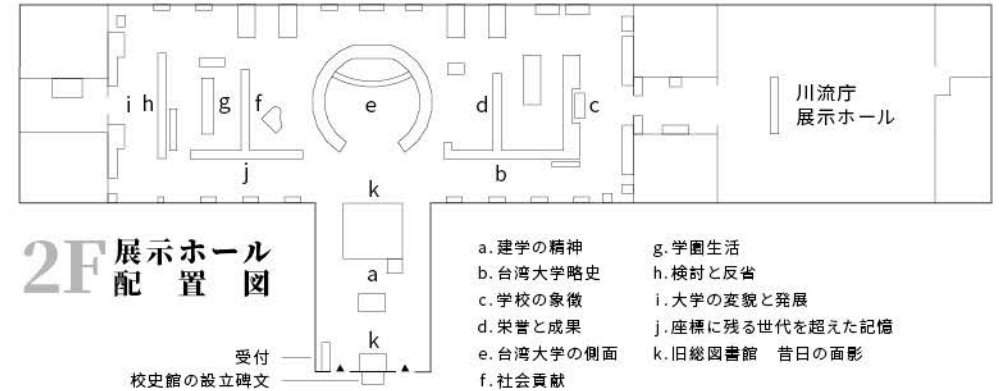 i
h
g
f
e
d
c
j
b
k
川流庁
展示ホール
2F 展示ホール
配置図
a
k
受付
校史館の設立碑文
a.建学の精神
b.台湾大学略史
c.学校の象徴
d.栄誉と成果
e.台湾大学の側面
f.社会貢献
g.学園生活
h.検討と反省
i.大学の変貌と発展
j.座標に残る世代を超えた記憶
k.旧総図書館　昔日の面影